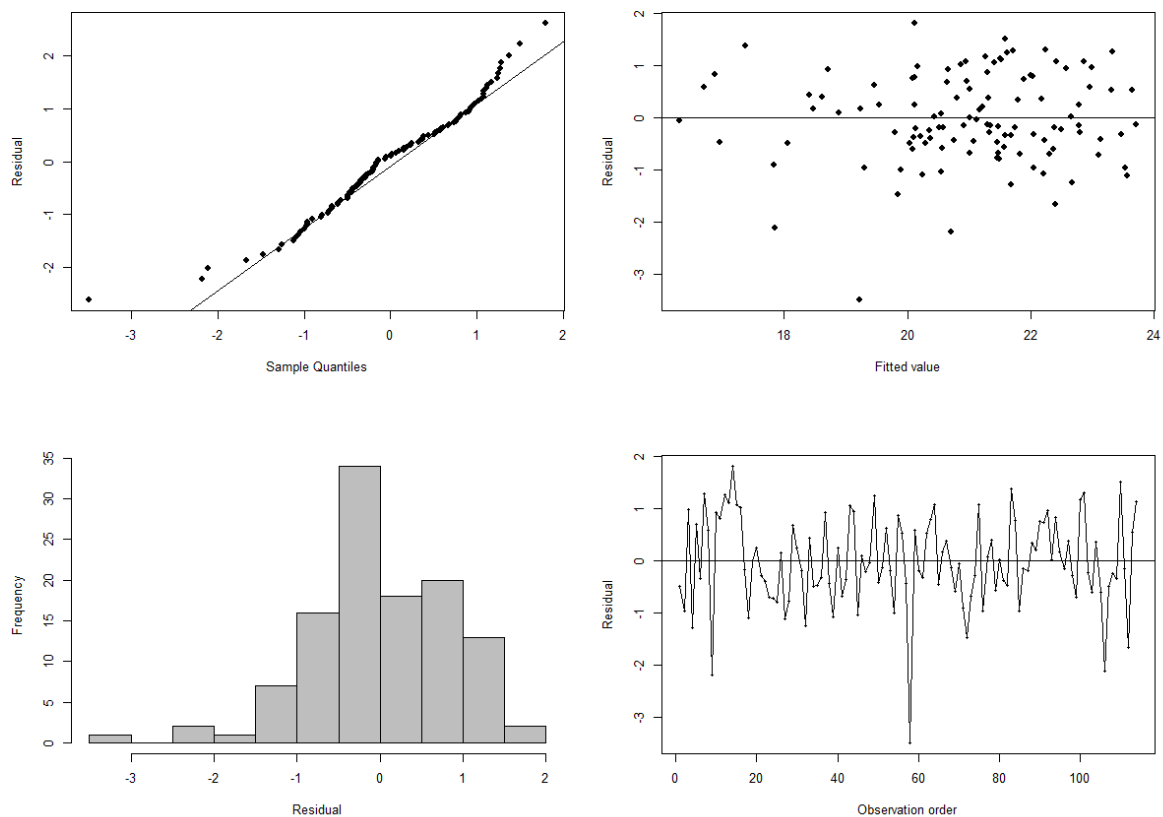 2
1
0
-1
-2
Residual
-3 -2 -1 0 1 2
Sample Quantiles
2
1
0
-1
-2
-3
Residual
18 20 22 24
Fitted value
35
30
25
20
15
10
5
0
Frequency
-3 -2 -1 0 1 2
Residual
2
1
0
-1
-2
-3
Residual
0 20 40 60 80 100
Observation order